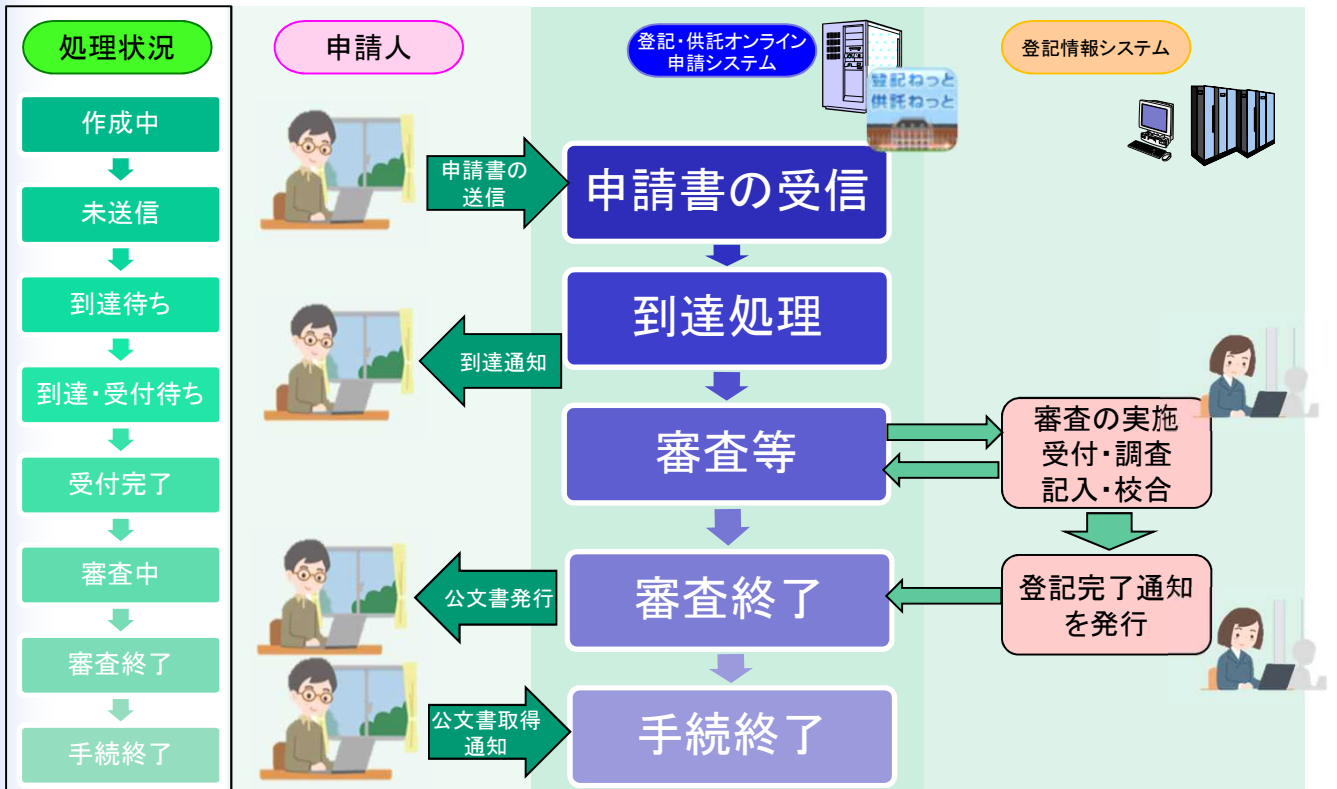 処理状況
作成中
未送信
到達待ち
到達・受付待ち
受付完了
審査中
審査終了
手続終了
申請人
申請書の
送信
到達通知
公文書発行
公文書取得
通知
登記・供託オンライン
申請システム
登記ねっと
供託ねっと
申請書の受信
到達処理
審査等
審査終了
手続終了
登記情報システム
審査の実施
受付・調査
記入・校合
登記完了通知
を発行